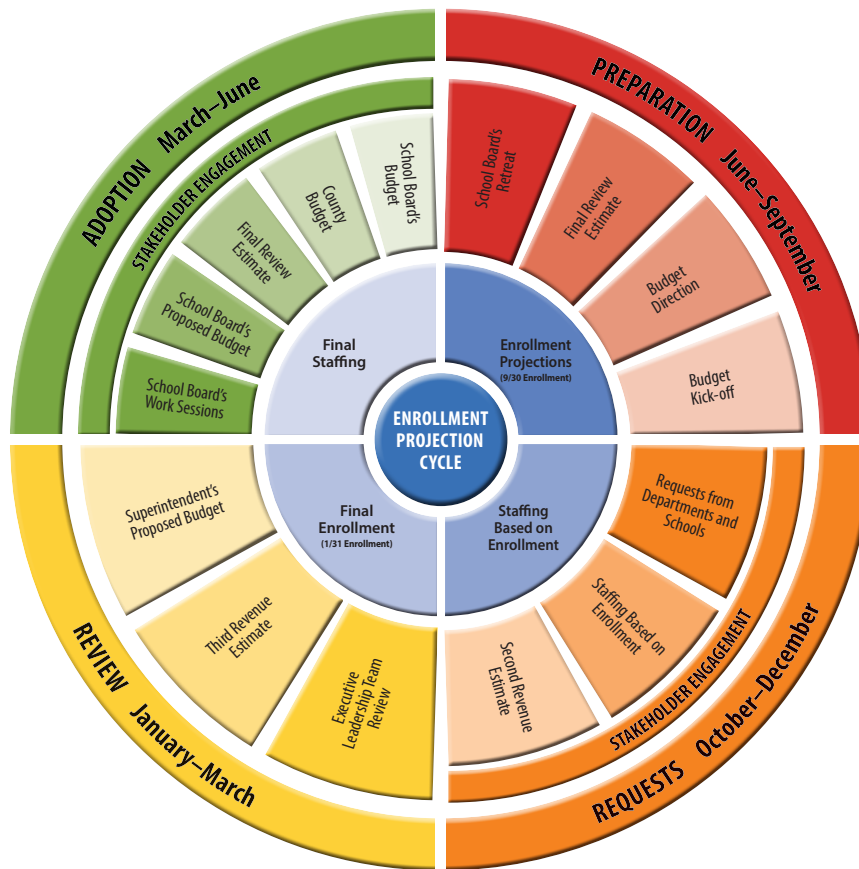 ADOPTION March–June
STAKEHOLDER ENGAGEMENT
School Board's
Work Sessions
School Board's
Proposed Budget
Final Review
Estimate
County
Budget
School Board's
Budget
PREPARATION June–September
School Board's
Retreat
Final Review
Estimate
Budget
Direction
Budget
Kick-off
REQUESTS October–December
STAKEHOLDER ENGAGEMENT
Requests from
Departments and
Schools
Staffing Based on
Enrollment
Second Revenue
Estimate
REVIEW January–March
Executive
Leadership Team
Review
Third Revenue
Estimate
Superintendent's
Proposed Budget
Final
Staffing
Enrollment
Projections
(9/30 Enrollment)
Staffing
Based on
Enrollment
Final
Enrollment
(1/31 Enrollment)
ENROLLMENT
PROJECTION
CYCLE